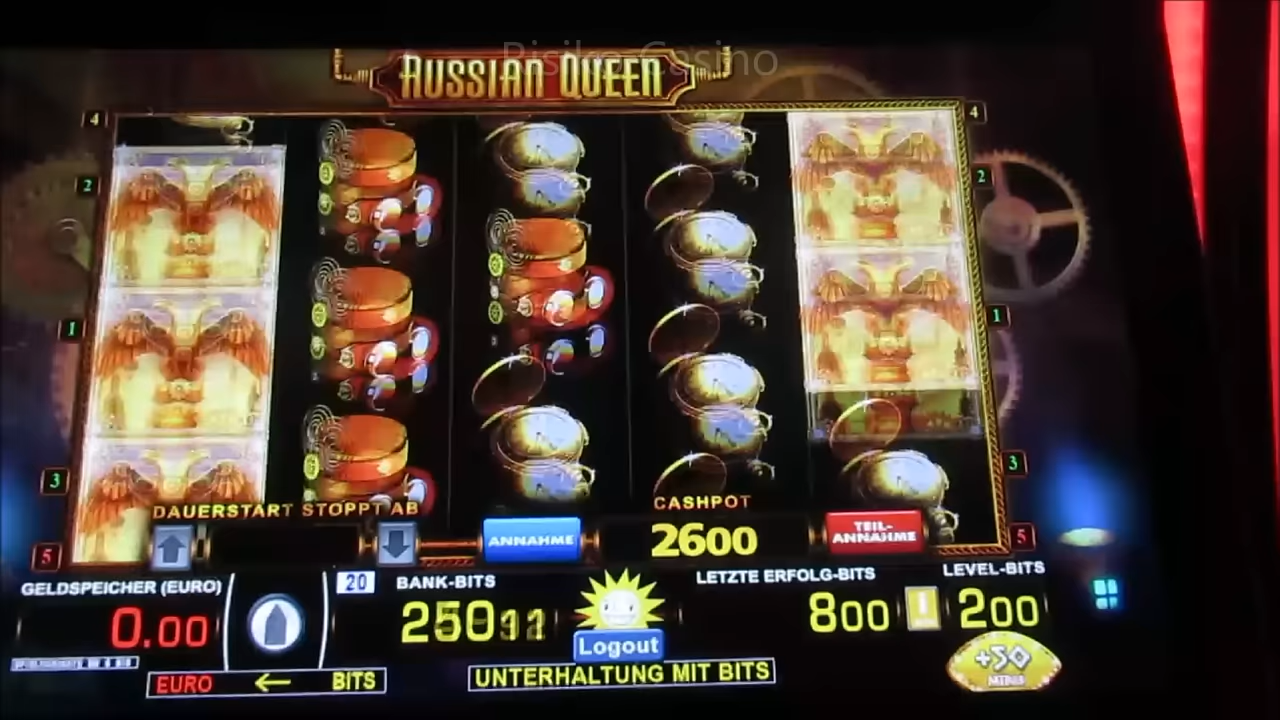 Risiko Casino
RUSSIAN QUEEN
4 4
2 2
1 1
3 3
DAUERSTART STOPPT AB
CASHPOT
ANNAHME
2600
TEIL-
ANNAHME
5 5
GELDSPEICHER (EURO)
20
BANK-BITS
LETZTE ERFOLG-BITS
LEVEL-BITS
0.00
800
200
Logout
+50
EURO ← BITS
UNTERHALTUNG MIT BITS